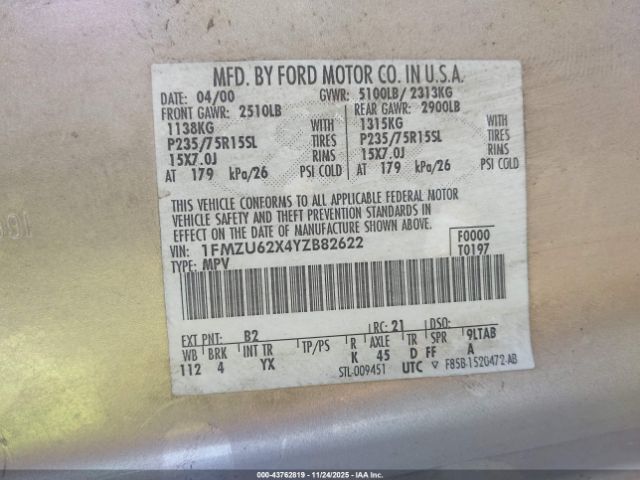 MFD. BY FORD MOTOR CO. IN U.S.A.
DATE: 04/00 GVWR: 5100LB/ 2313KG
FRONT GAWR: 2510LB REAR GAWR: 2900LB
1138KG WITH 1315KG WITH
P235/75R15SL TIRES P235/75R15SL TIRES
15X7.0J RIMS 15X7.0J RIMS
AT 179 kPa/26 PSI COLD AT 179 kPa/26 PSI COLD
THIS VEHICLE CONFORMS TO ALL APPLICABLE FEDERAL MOTOR
VEHICLE SAFETY AND THEFT PREVENTION STANDARDS IN
EFFECT ON THE DATE OF MANUFACTURE SHOWN ABOVE.
VIN: 1FMZU62X4YZB82622 F0000
TYPE: MPV T0197
EXT PNT: B2 RC: 21 DSO:
WB BRK INT TR TP/PS R AXLE TR SPR 9LTAB
112 4 YX K 45 D FF A
STL-009451 UTC ▽ F85B-1520472-AB
000-43762819 - 11/24/2025 - IAA Inc.